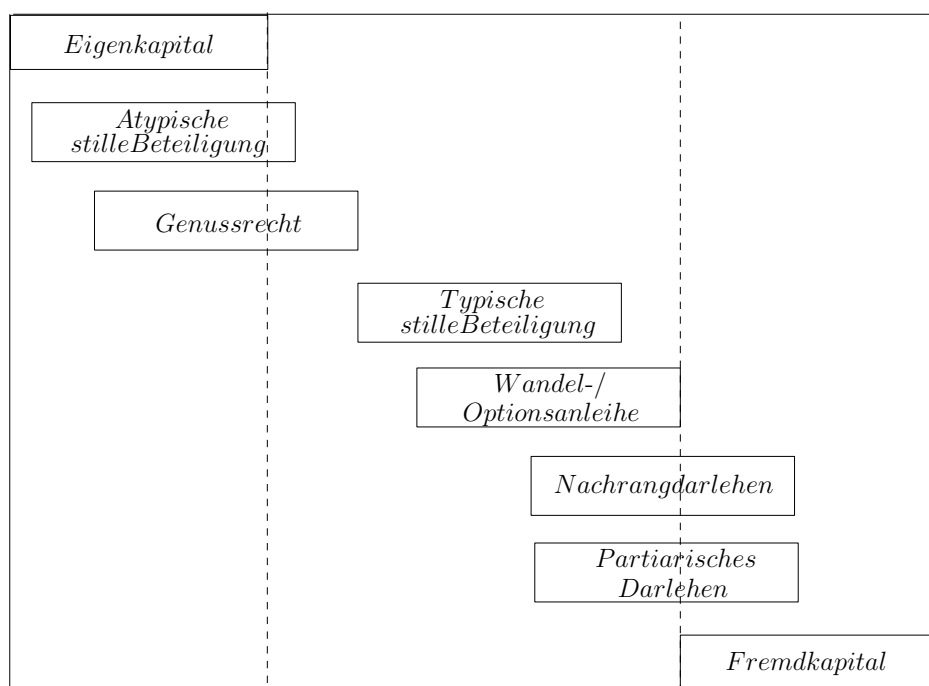 Eigenkapital
Atypische
stilleBeteiligung
Genussrecht
Typische
stilleBeteiligung
Wandel-/
Optionsanleihe
Nachrangdarlehen
Partiarisches
Darlehen
Fremdkapital